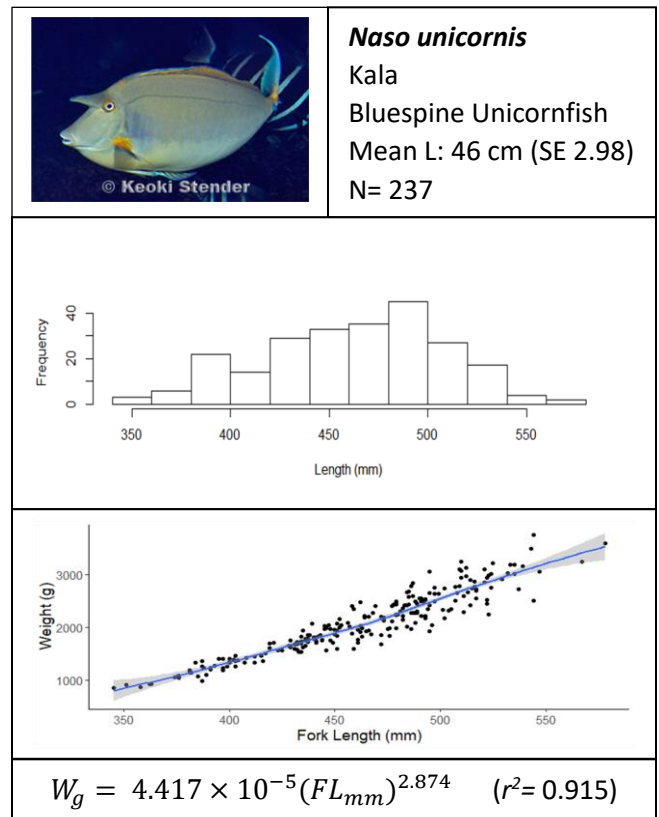 Naso unicornis
Kala
Bluespine Unicornfish
Mean L: 46 cm (SE 2.98)
N= 237
© Keoki Stender
Frequency
40
20
0
350 400 450 500 550
Length (mm)
Weight (g)
3000
2000
1000
350 400 450 500 550
Fork Length (mm)
W_g = 4.417 × 10⁻⁵(FL_mm)^2.874 (r²= 0.915)